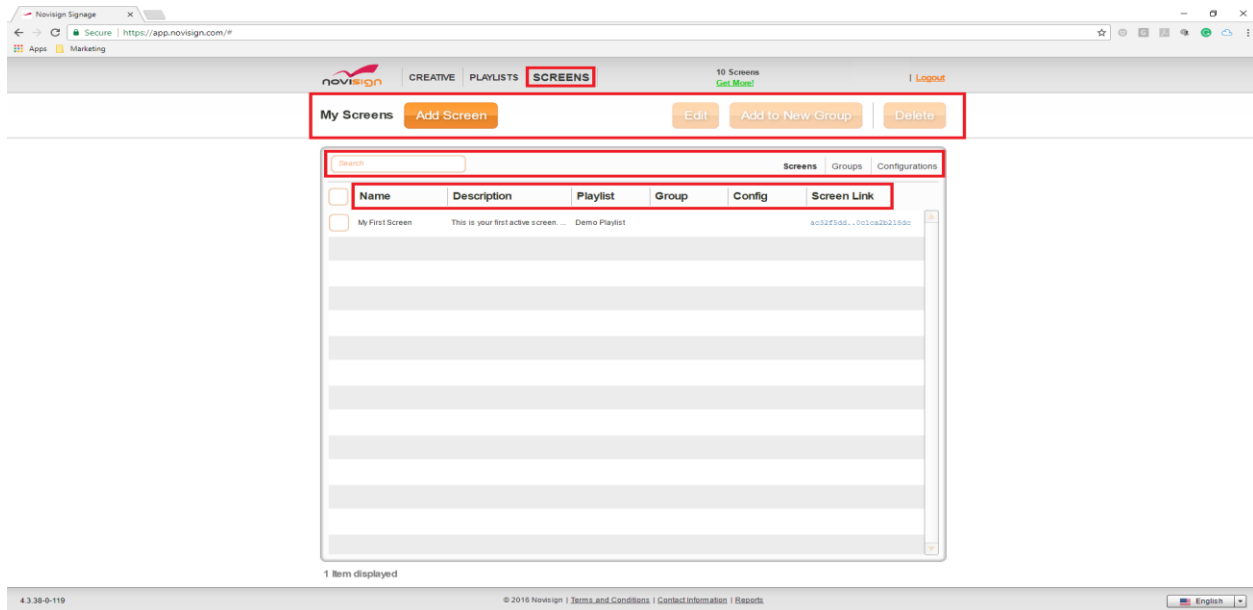 Novisign Signage
Secure | https://app.novisign.com/#
Apps Marketing
novisign CREATIVE PLAYLISTS SCREENS 10 Screens | Logout
Get More!
My Screens Add Screen Edit Add to New Group Delete
Search Screens Groups Configurations
Name Description Playlist Group Config Screen Link
My First Screen This is your first active screen. ... Demo Playlist ac32f5dd..0c1ca2b218dc
1 Item displayed
4.3.38-0-119 © 2016 Novisign | Terms and Conditions | Contact Information | Reports English